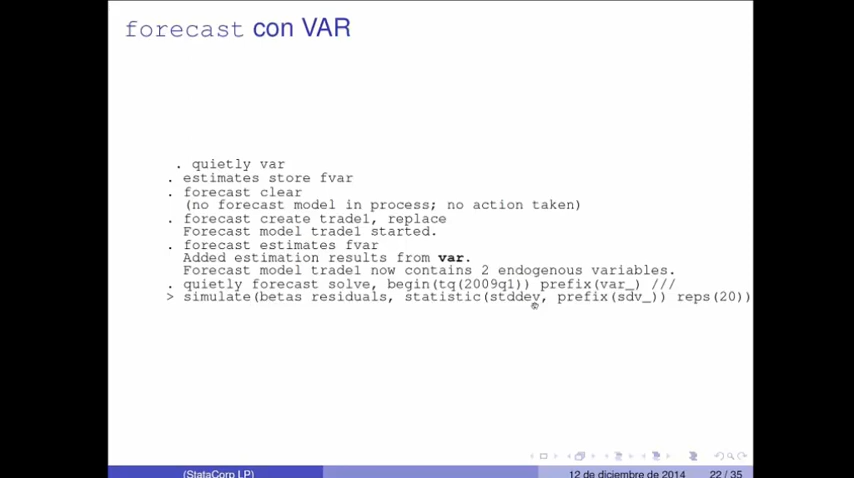 forecast con VAR
. quietly var
. estimates store fvar
. forecast clear
(no forecast model in process; no action taken)
. forecast create trade1, replace
Forecast model trade1 started.
. forecast estimates fvar
Added estimation results from var.
Forecast model trade1 now contains 2 endogenous variables.
. quietly forecast solve, begin(tq(2009q1)) prefix(var_) ///
> simulate(betas residuals, statistic(stddev, prefix(sdv_)) reps(20))
(StataCorp LP)
12 de diciembre de 2014
22 / 35